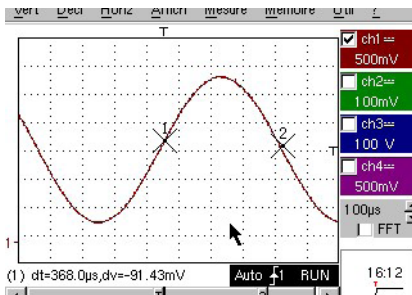 Vert Decl Horiz Affich Mesure Memoire Util ?
T
ch1
500mV
ch2
100mV
ch3
100 V
ch4
500mV
1
2
T
1
100µs
FFT
(1) dt=368.0µs,dv=-91.43mV Auto 1 RUN
16:12